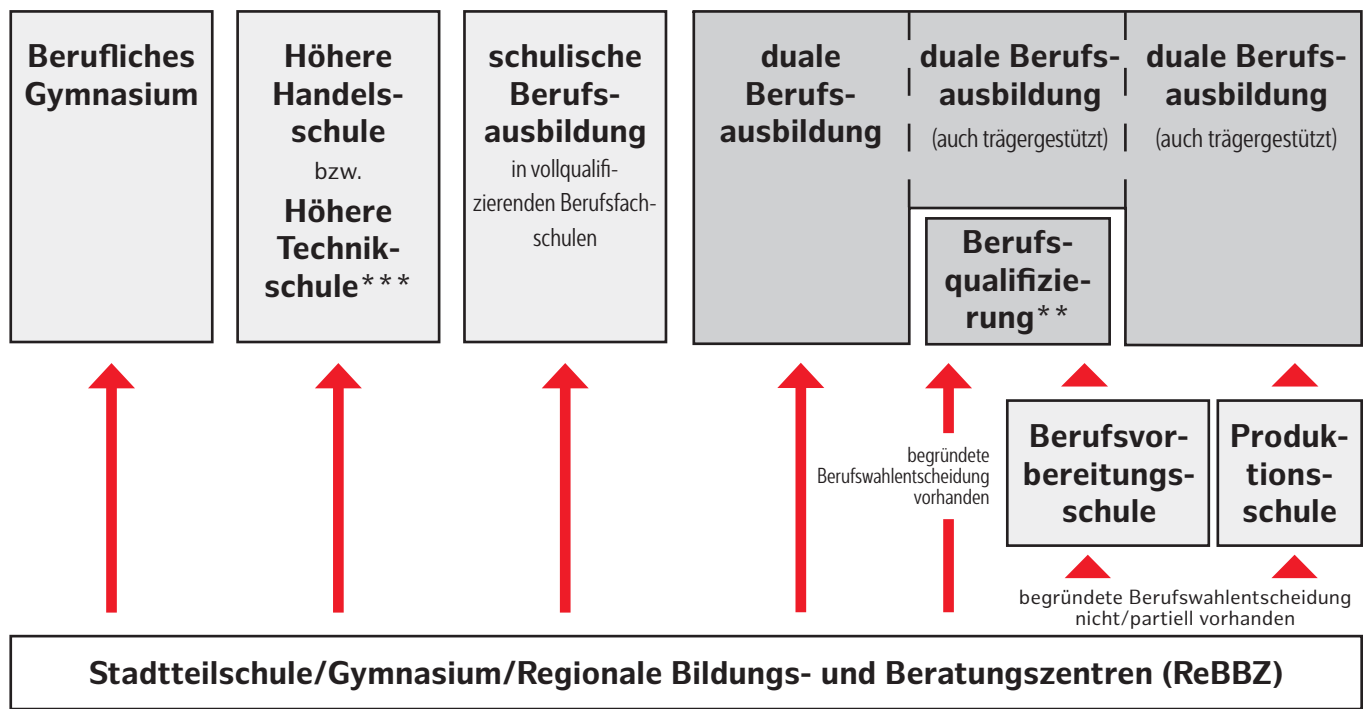 Berufliches
Gymnasium
Höhere
Handels-
schule
bzw.
Höhere
Technik-
schule***
schulische
Berufs-
ausbildung
in vollqualifi-
zierenden Berufsfach-
schulen
duale
Berufs-
ausbildung
duale Berufs-
ausbildung
(auch trägergestützt)
duale Berufs-
ausbildung
(auch trägergestützt)
Berufs-
qualifizie-
rung**
begründete
Berufswahlentscheidung
vorhanden
Berufsvor-
bereitungs-
schule
Produk-
tions-
schule
begründete Berufswahlentscheidung
nicht/partiell vorhanden
Stadtteilschule/Gymnasium/Regionale Bildungs- und Beratungszentren (ReBBZ)